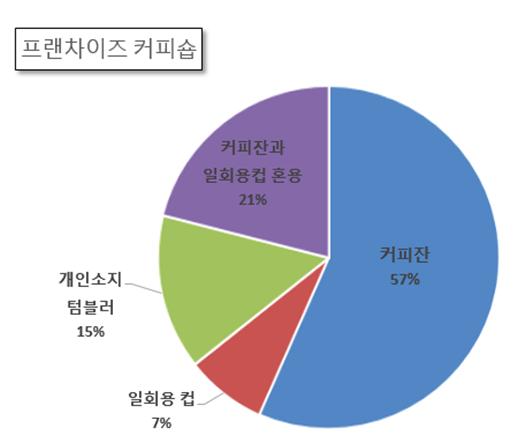 프랜차이즈 커피숍
커피잔과
일회용컵 혼용
21%
커피잔
57%
개인소지
텀블러
15%
일회용 컵
7%